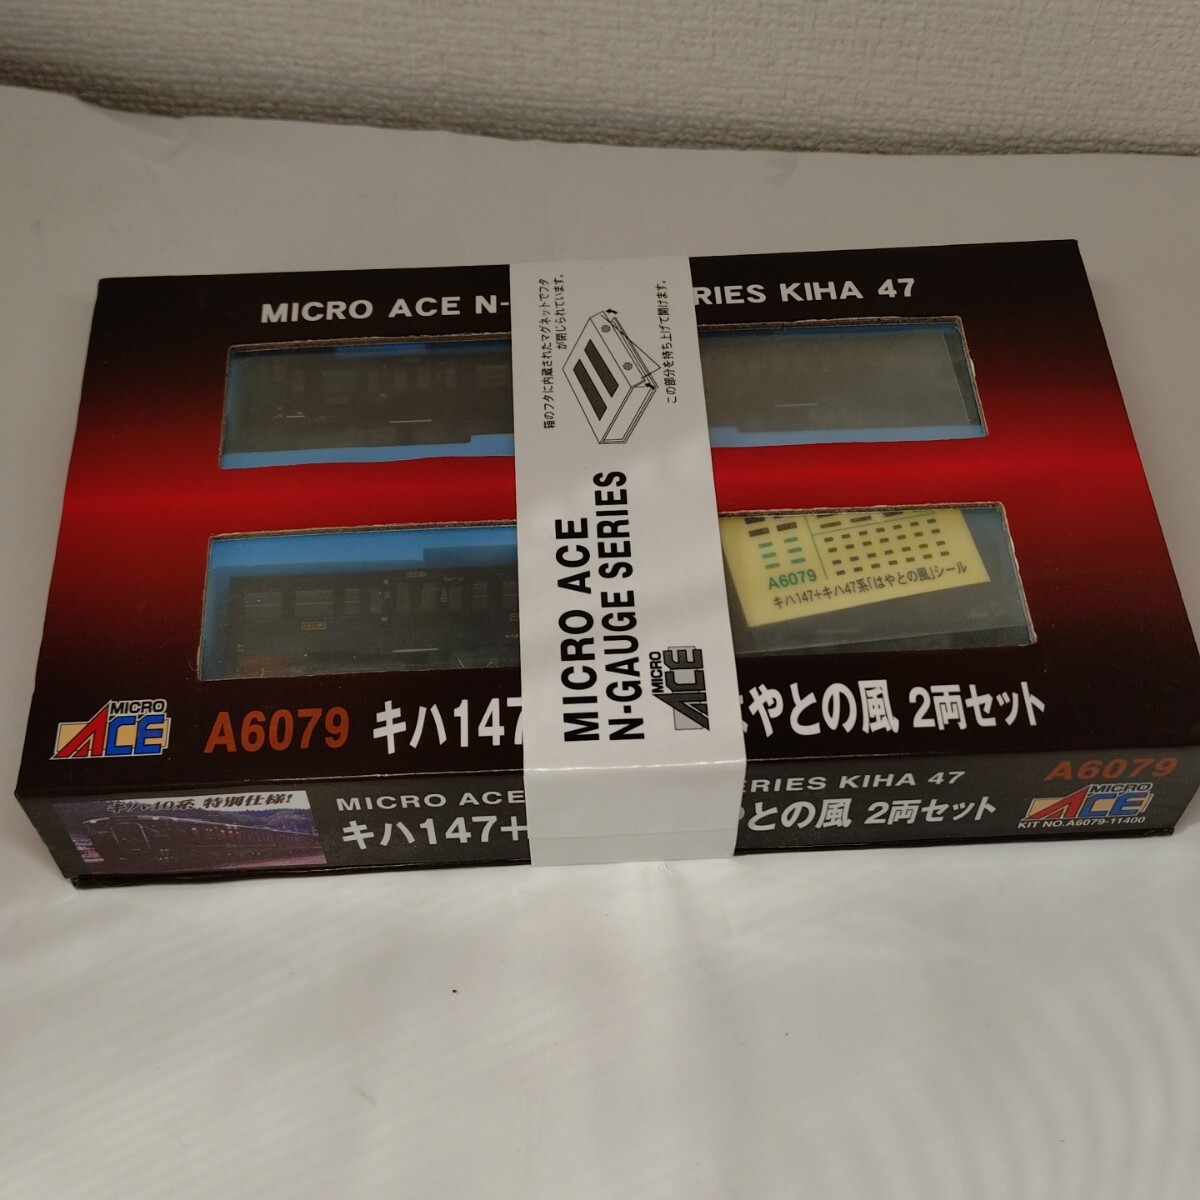 MICRO ACE N-
RIES KIHA 47
箱のフタに内蔵されたマグネットでフタ
が閉じられています。
この部分を持ち上げて開けます。
MICRO ACE
N-GAUGE SERIES
MICRO
ACE
A6079
キハ147+キハ47系「はやとの風」シール
MICRO
ACE
A6079 キハ147
やとの風 2両セット
キハ40系 特別仕様!
MICRO ACE
ERIES KIHA 47
キハ147+
やとの風 2両セット
A6079
MICRO
ACE
KIT NO.A6079-11400